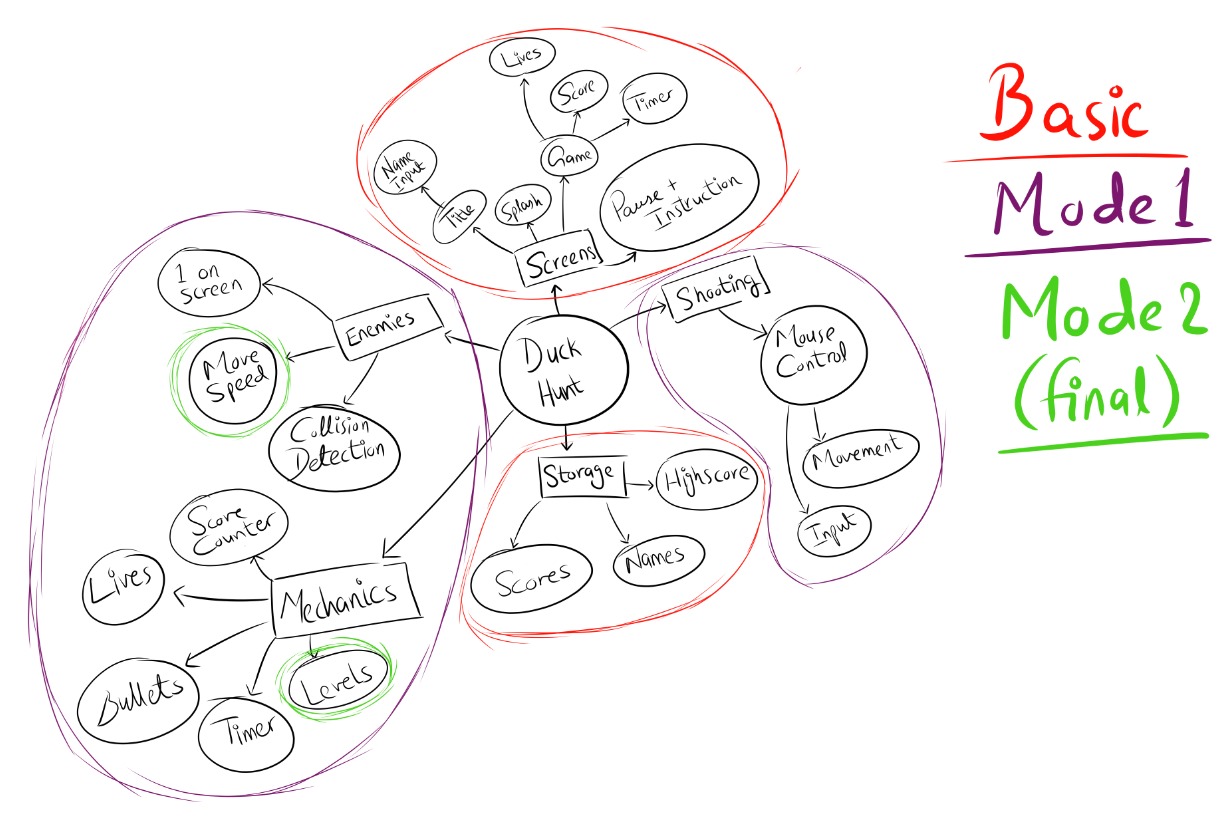 Lives
Score
Timer
Game
Name
Input
Title
Splash
Pause +
Instruction
Screens
Basic
Mode 1
Mode 2
(final)
1 on
Screen
Enemies
Move
Speed
Collision
Detection
Duck
Hunt
Shooting
Mouse
Control
Movement
Input
Storage
Highscore
Scores
Names
Score
Counter
Lives
Mechanics
Bullets
Timer
Levels